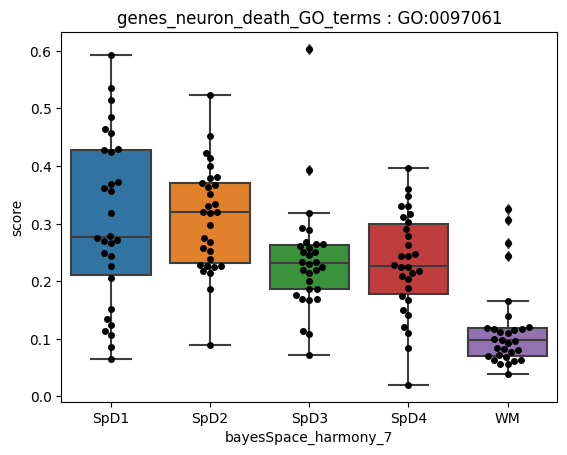 genes_neuron_death_GO_terms : GO:0097061
score
0.6
0.5
0.4
0.3
0.2
0.1
0.0
SpD1 SpD2 SpD3 SpD4 WM
bayesSpace_harmony_7